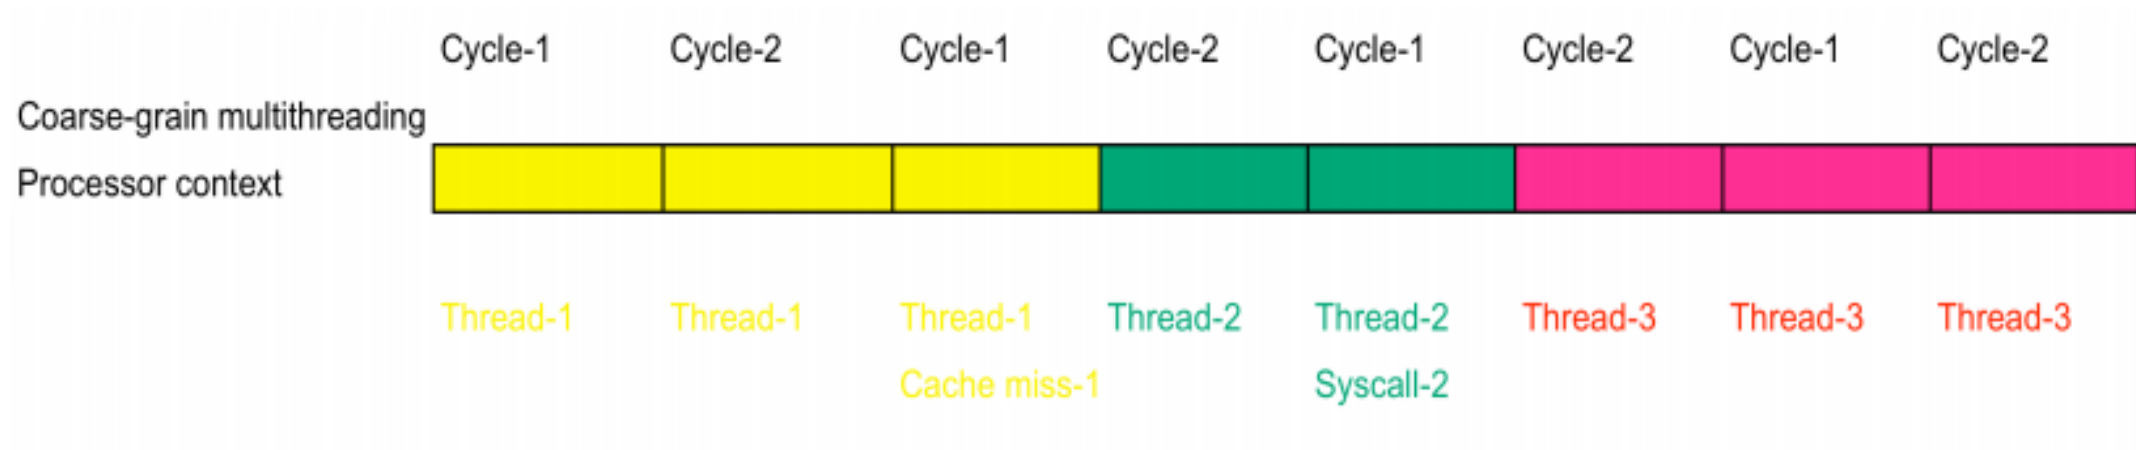 Cycle-1 Cycle-2 Cycle-1 Cycle-2 Cycle-1 Cycle-2 Cycle-1 Cycle-2
Coarse-grain multithreading
Processor context
Thread-1 Thread-1 Thread-1 Thread-2 Thread-2 Thread-3 Thread-3 Thread-3
Cache miss-1 Syscall-2